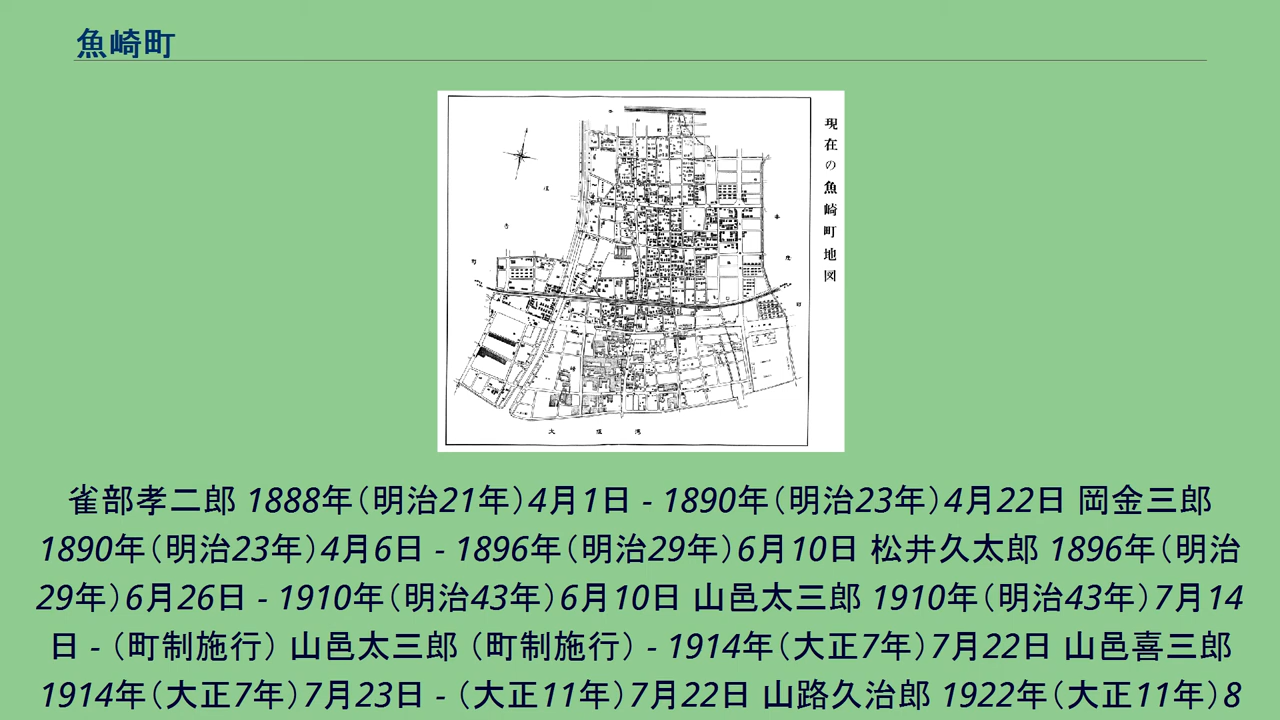 魚崎町
現在の魚崎町地図
雀部孝二郎 1888年（明治21年）4月1日 - 1890年（明治23年）4月22日 岡金三郎
1890年（明治23年）4月6日 - 1896年（明治29年）6月10日 松井久太郎 1896年（明治
29年）6月26日 - 1910年（明治43年）6月10日 山邑太三郎 1910年（明治43年）7月14
日 - （町制施行） 山邑太三郎 （町制施行） - 1914年（大正7年）7月22日 山邑喜三郎
1914年（大正7年）7月23日 - （大正11年）7月22日 山路久治郎 1922年（大正11年）8